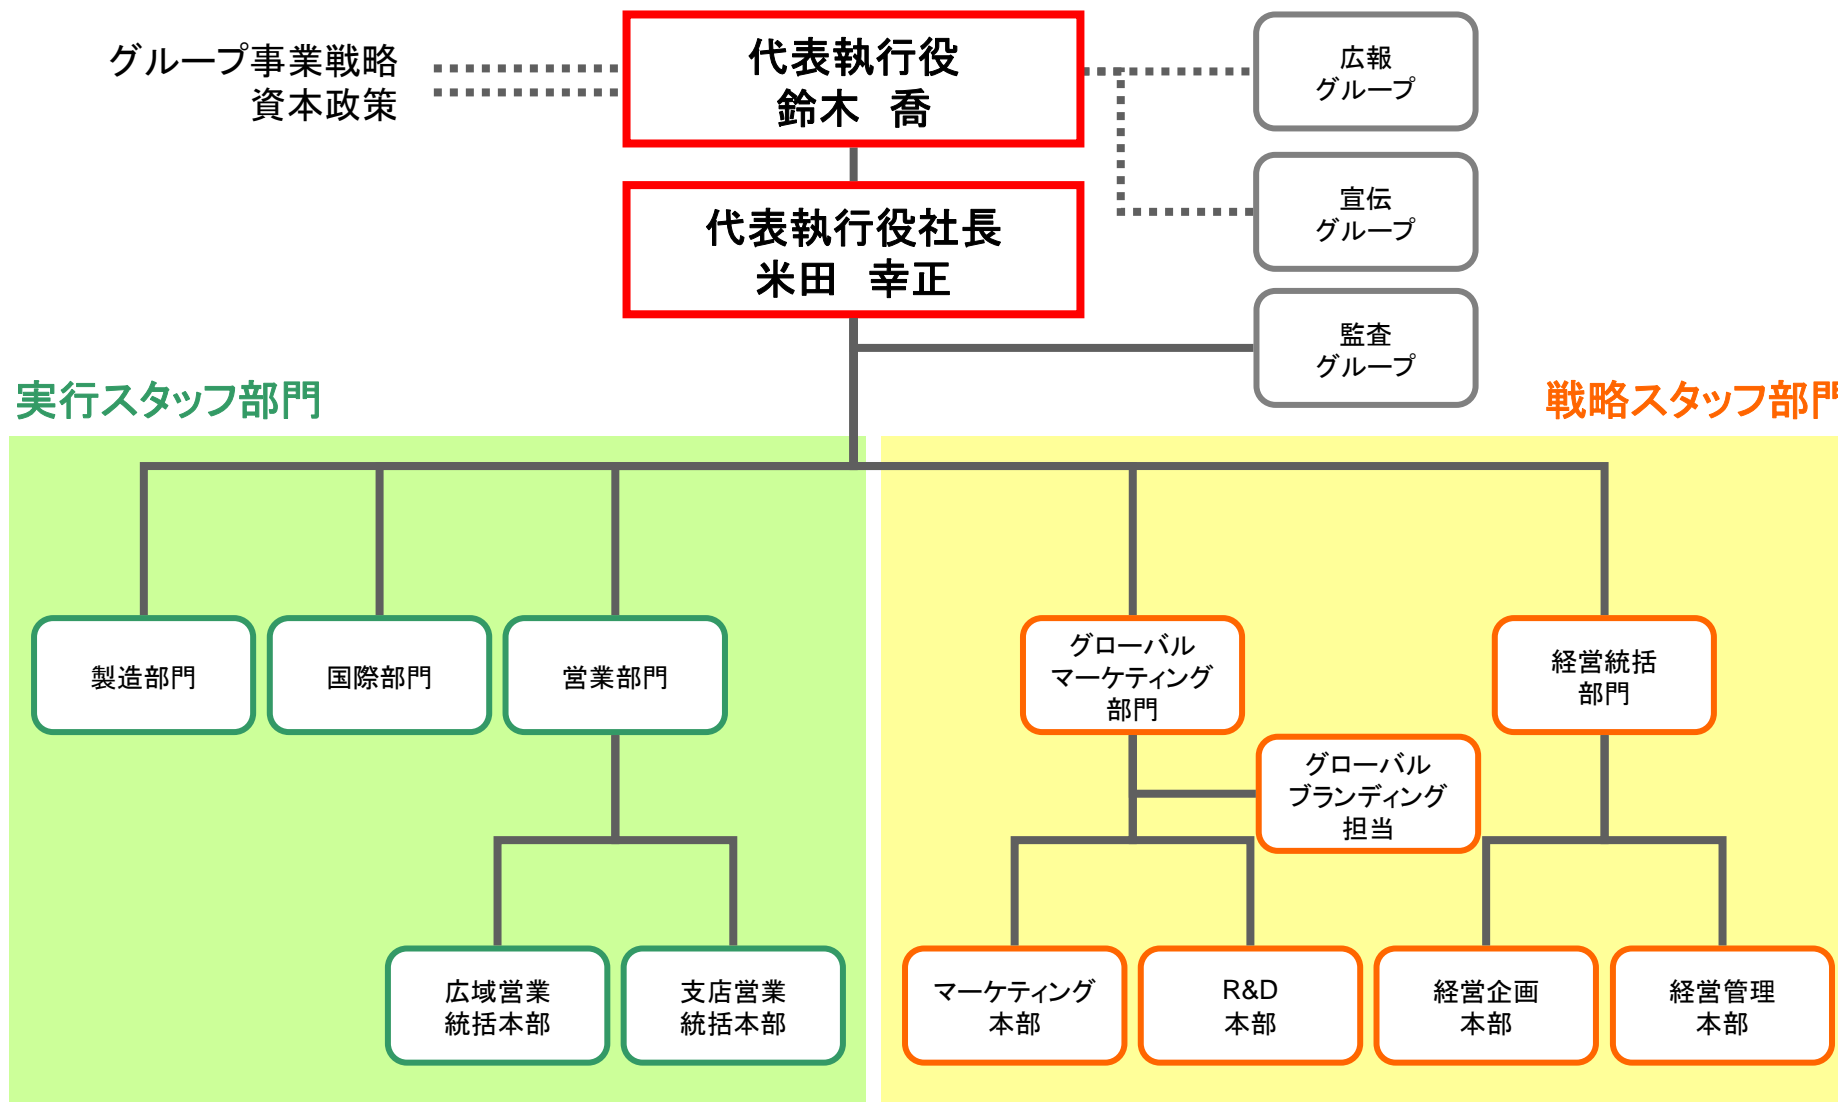 グループ事業戦略
資本政策
代表執行役
鈴木　喬
広報
グループ
宣伝
グループ
代表執行役社長
米田　幸正
監査
グループ
実行スタッフ部門
戦略スタッフ部門
製造部門
国際部門
営業部門
グローバル
マーケティング
部門
経営統括
部門
グローバル
ブランディング
担当
広域営業
統括本部
支店営業
統括本部
マーケティング
本部
R&D
本部
経営企画
本部
経営管理
本部